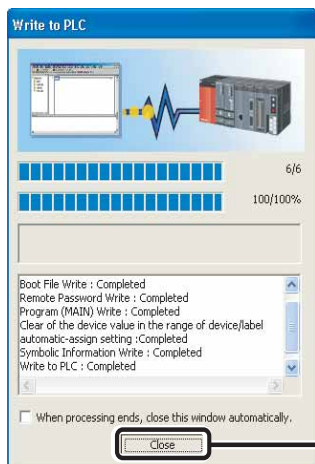 Write to PLC
6/6
100/100%
Boot File Write : Completed
Remote Password Write : Completed
Program (MAIN) Write : Completed
Clear of the device value in the range of device/label
automatic-assign setting :Completed
Symbolic Information Write : Completed
Write to PLC : Completed
When processing ends, close this window automatically.
Close